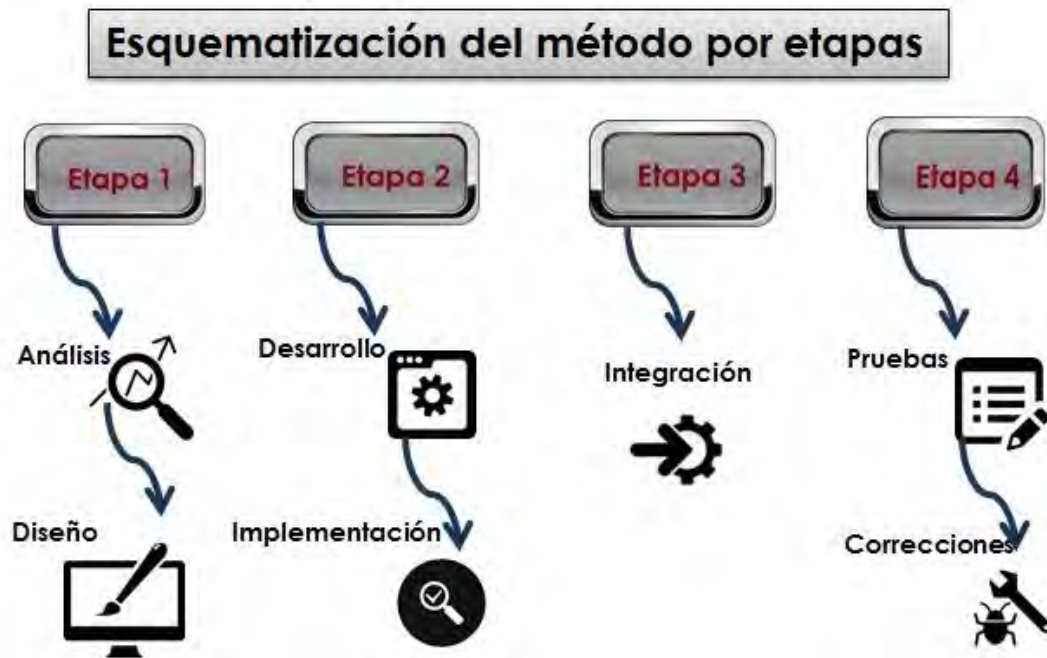 Esquematización del método por etapas
Etapa 1
Etapa 2
Etapa 3
Etapa 4
Análisis
Desarrollo
Integración
Pruebas
Diseño
Implementación
Correcciones